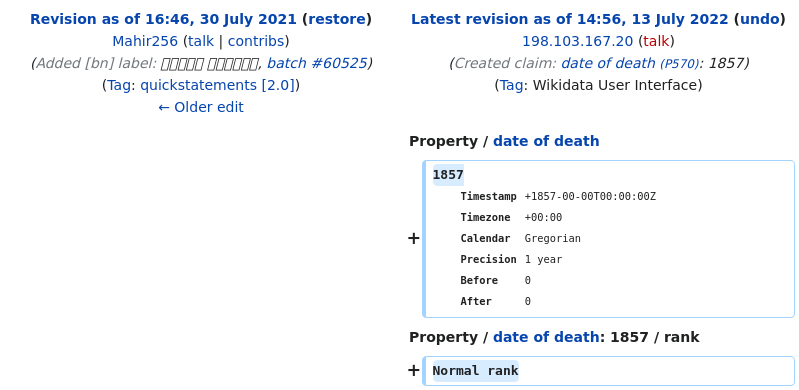 Revision as of 16:46, 30 July 2021 (restore)
Mahir256 (talk | contribs)
(Added [bn] label: , batch #60525)
(Tag: quickstatements [2.0])
← Older edit
Latest revision as of 14:56, 13 July 2022 (undo)
198.103.167.20 (talk)
(Created claim: date of death (P570): 1857)
(Tag: Wikidata User Interface)
Property / date of death
+
1857
Timestamp +1857-00-00T00:00:00Z
Timezone +00:00
Calendar Gregorian
Precision 1 year
Before 0
After 0
Property / date of death: 1857 / rank
+
Normal rank